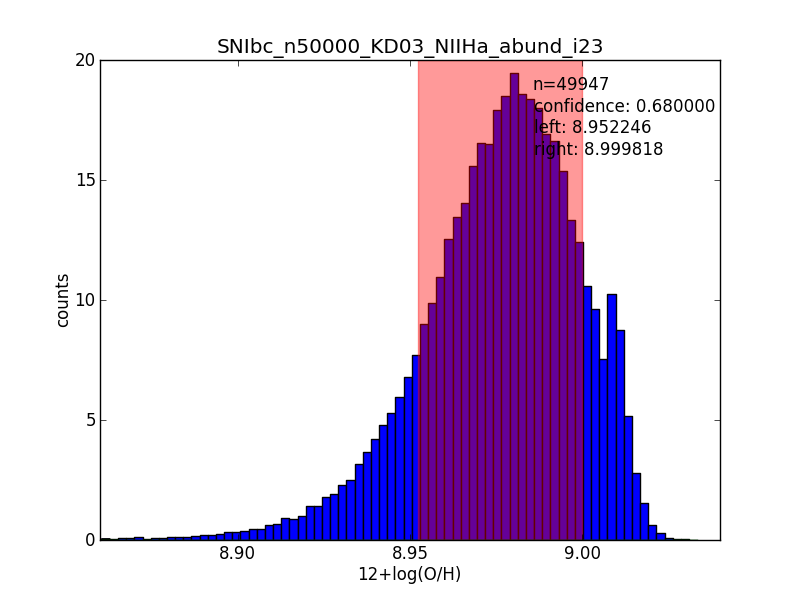 SNIbc_n50000_KD03_NIIHa_abund_i23
20
n=49947
confidence: 0.680000
left: 8.952246
right: 8.999818
15
10
counts
5
0
8.90 8.95 9.00
12+log(O/H)